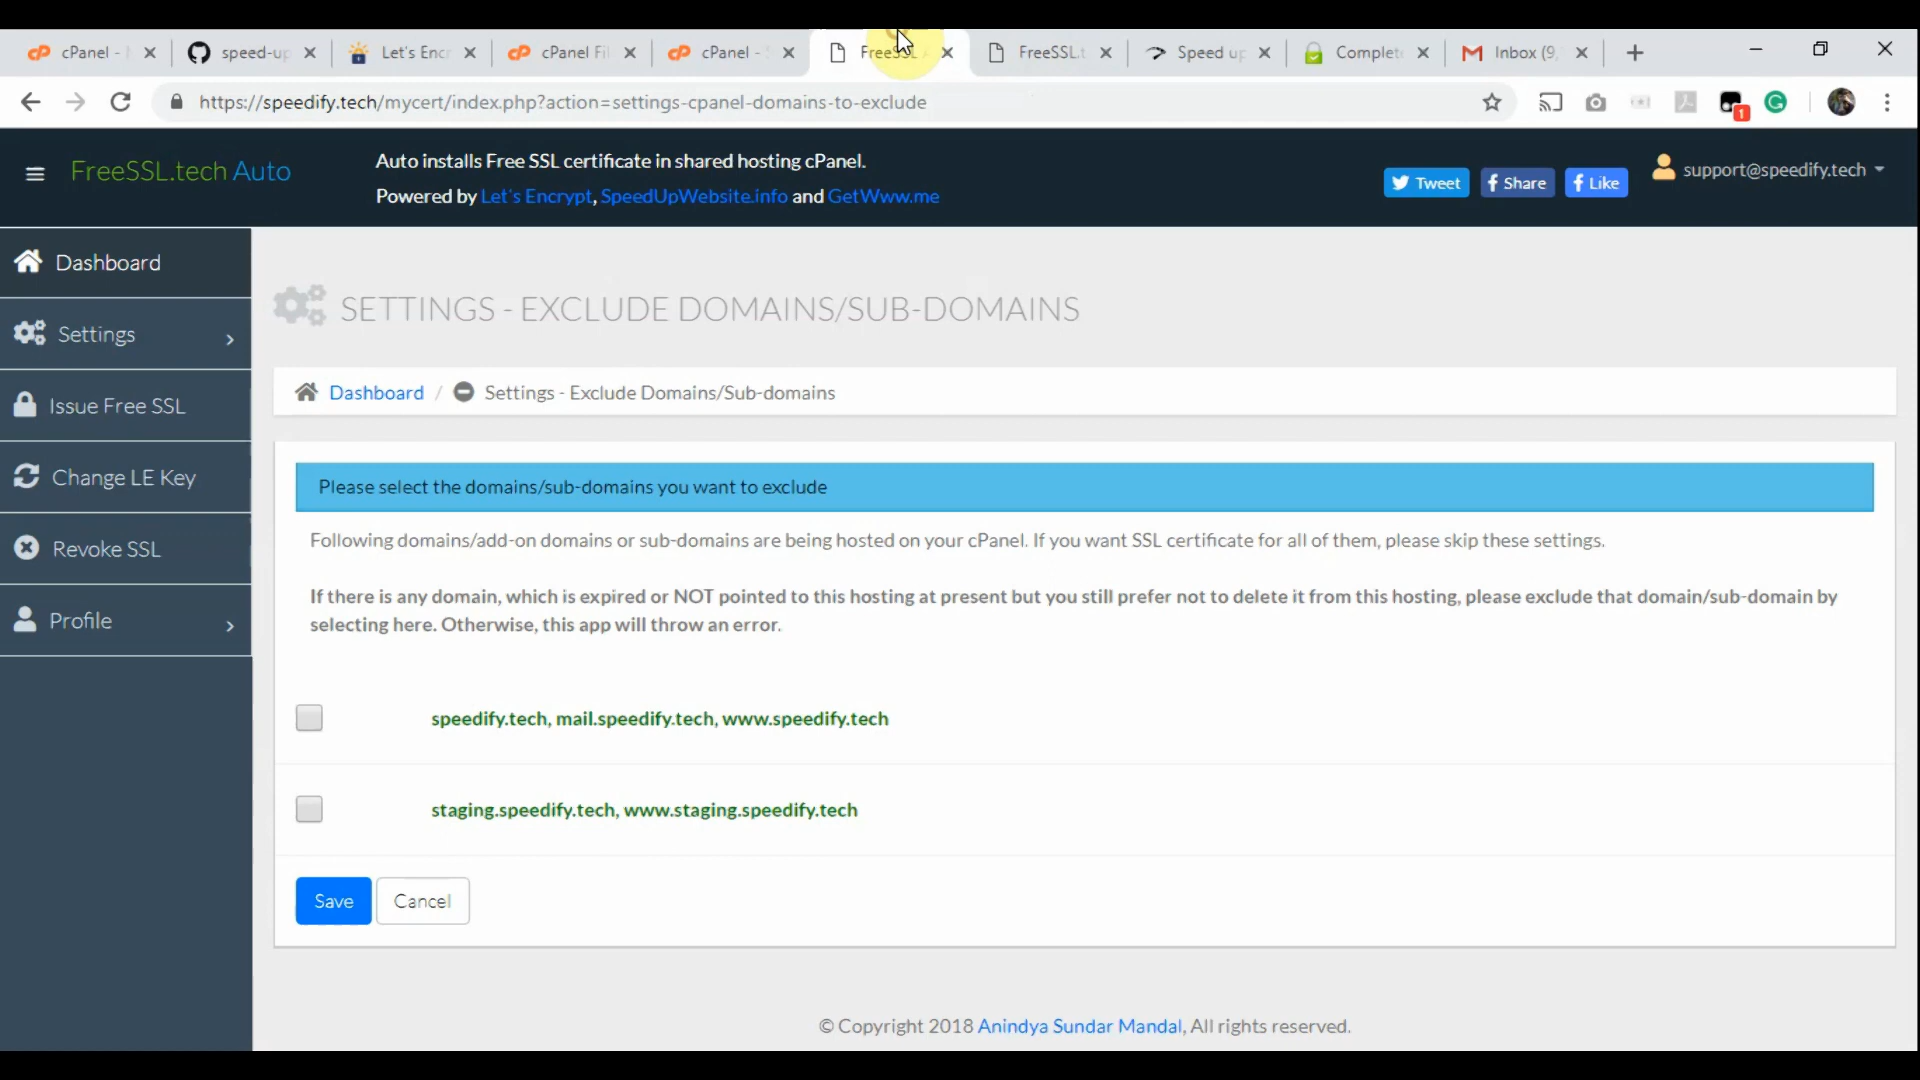 cPanel -
speed-up
Let's Encr
cPanel Fil
cPanel -
FreeSSL
FreeSSL.t
Speed up
Complet
Inbox (9,
https://speedify.tech/mycert/index.php?action=settings-cpanel-domains-to-exclude
1
FreeSSL.tech Auto
Auto installs Free SSL certificate in shared hosting cPanel.
Powered by Let's Encrypt, SpeedUpWebsite.info and GetWww.me
Tweet
Share
Like
support@speedify.tech
Dashboard
Settings
Issue Free SSL
Change LE Key
Revoke SSL
Profile
SETTINGS - EXCLUDE DOMAINS/SUB-DOMAINS
Dashboard / Settings - Exclude Domains/Sub-domains
Please select the domains/sub-domains you want to exclude
Following domains/add-on domains or sub-domains are being hosted on your cPanel. If you want SSL certificate for all of them, please skip these settings.
If there is any domain, which is expired or NOT pointed to this hosting at present but you still prefer not to delete it from this hosting, please exclude that domain/sub-domain by
selecting here. Otherwise, this app will throw an error.
speedify.tech, mail.speedify.tech, www.speedify.tech
staging.speedify.tech, www.staging.speedify.tech
Save
Cancel
© Copyright 2018 Anindya Sundar Mandal, All rights reserved.